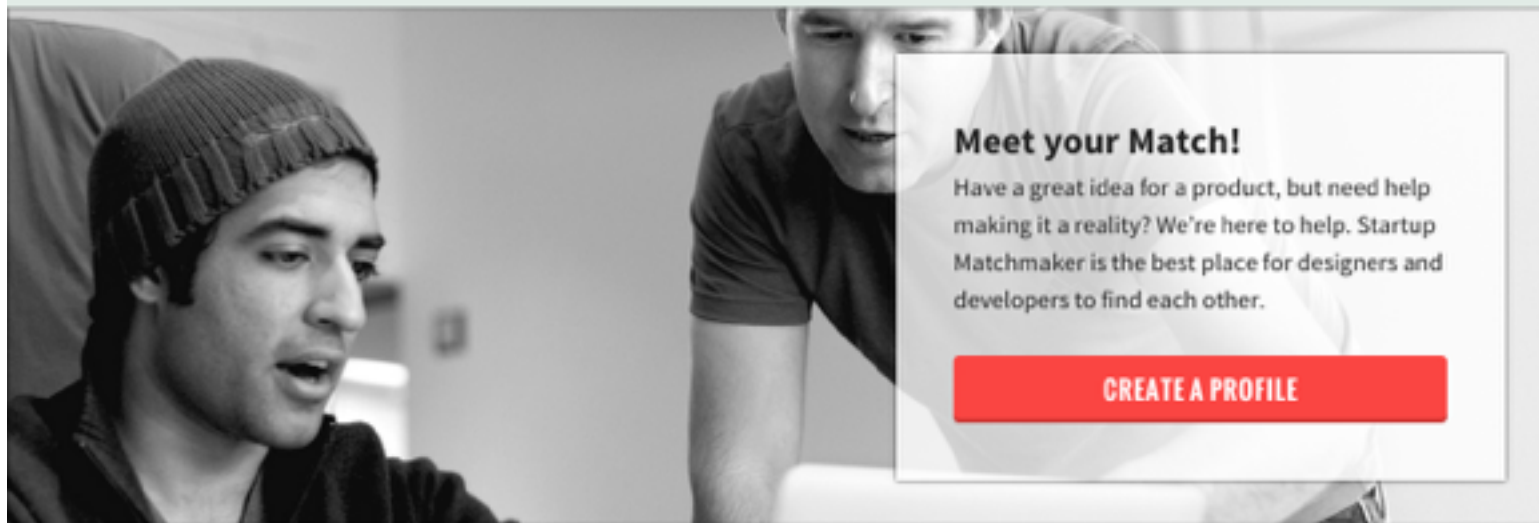 Meet your Match!
Have a great idea for a product, but need help
making it a reality? We're here to help. Startup
Matchmaker is the best place for designers and
developers to find each other.
CREATE A PROFILE